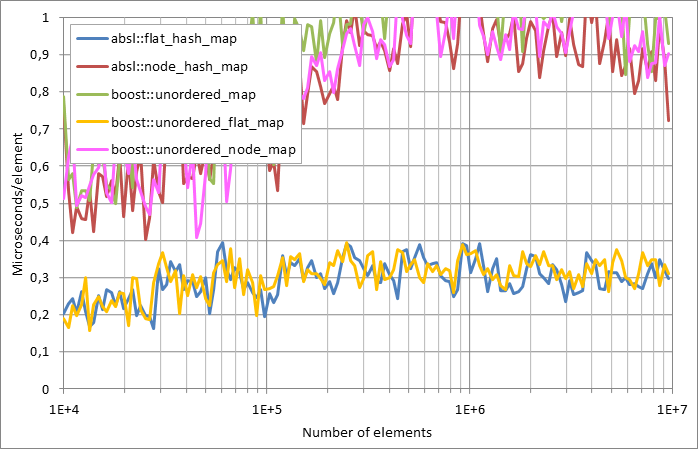 absl::flat_hash_map
absl::node_hash_map
boost::unordered_map
boost::unordered_flat_map
boost::unordered_node_map
Microseconds/element
1
0,9
0,8
0,7
0,6
0,5
0,4
0,3
0,2
0,1
0
1E+4 1E+5 1E+6 1E+7
Number of elements